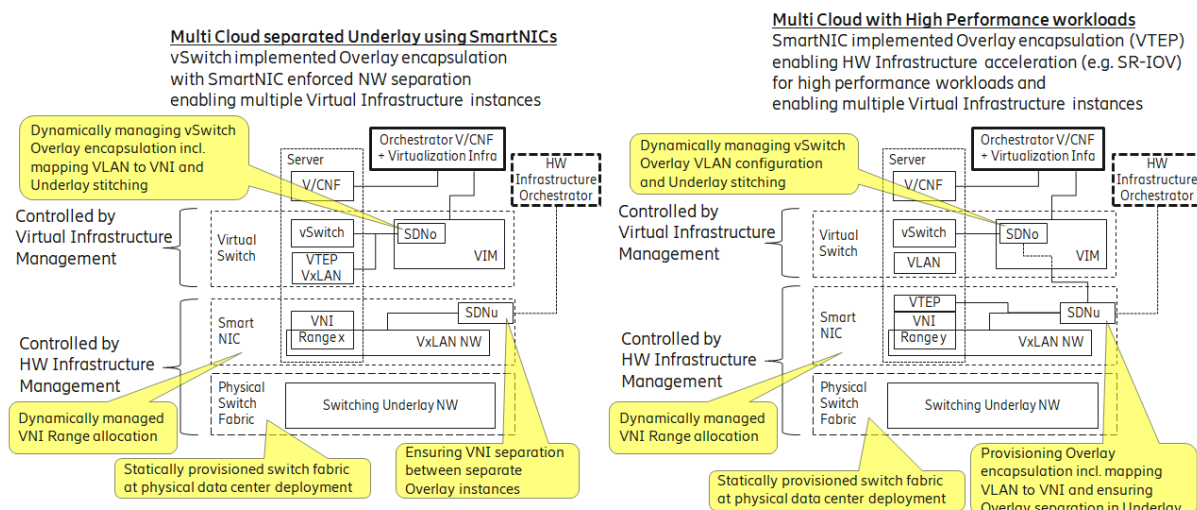 Multi Cloud separated Underlay using SmartNICs
vSwitch implemented Overlay encapsulation
with SmartNIC enforced NW separation
enabling multiple Virtual Infrastructure instances
Dynamically managing vSwitch
Overlay encapsulation incl.
mapping VLAN to VNI and
Underlay stitching
Orchestrator V/CNF
+ Virtualization Infra
HW
Infrastructure
Orchestrator
Server
V/CNF
Controlled by
Virtual Infrastructure
Management
Virtual
Switch
vSwitch
VTEP
VxLAN
SDNo
VIM
Controlled by
HW Infrastructure
Management
Smart
NIC
VNI
Range x
VxLAN NW
SDNu
Physical
Switch
Fabric
Switching Underlay NW
Dynamically managed
VNI Range allocation
Statically provisioned switch fabric
at physical data center deployment
Ensuring VNI separation
between separate
Overlay instances
Multi Cloud with High Performance workloads
SmartNIC implemented Overlay encapsulation (VTEP)
enabling HW Infrastructure acceleration (e.g. SR-IOV)
for high performance workloads and
enabling multiple Virtual Infrastructure instances
Dynamically managing vSwitch
Overlay VLAN configuration
and Underlay stitching
Orchestrator V/CNF
+ Virtualization Infa
HW
Infrastructure
Orchestrator
Server
V/CNF
Controlled by
Virtual Infrastructure
Management
Virtual
Switch
vSwitch
VLAN
SDNo
VIM
Controlled by
HW Infrastructure
Management
Smart
NIC
VTEP
VNI
Range y
VxLAN NW
SDNu
Physical
Switch
Fabric
Switching Underlay NW
Dynamically managed
VNI Range allocation
Statically provisioned switch fabric
at physical data center deployment
Provisioning Overlay
encapsulation incl. mapping
VLAN to VNI and ensuring
Overlay separation in Underlay